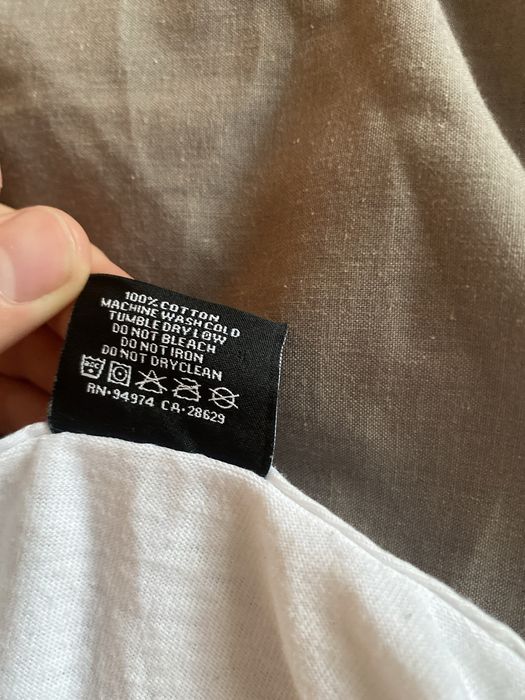 100% COTTON
MACHINE WASH COLD
TUMBLE DRY LOW
DO NOT BLEACH
DO NOT IRON
DO NOT DRYCLEAN
RN·94974 CA·28629